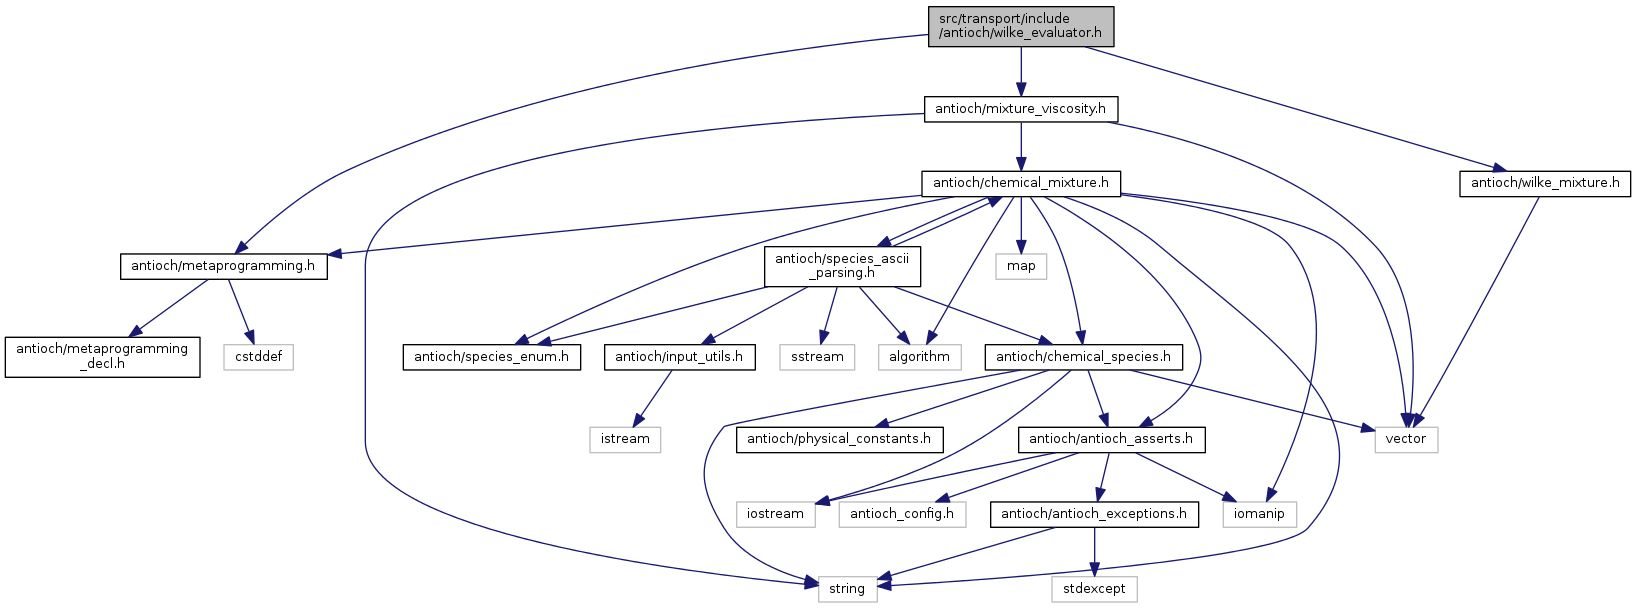 src/transport/include
/antioch/wilke_evaluator.h
antioch/mixture_viscosity.h
antioch/chemical_mixture.h
antioch/wilke_mixture.h
antioch/metaprogramming.h
antioch/species_ascii
_parsing.h
map
antioch/metaprogramming
_decl.h
cstddef
antioch/species_enum.h
antioch/input_utils.h
sstream
algorithm
antioch/chemical_species.h
istream
antioch/physical_constants.h
antioch/antioch_asserts.h
vector
iostream
antioch_config.h
antioch/antioch_exceptions.h
iomanip
string
stdexcept